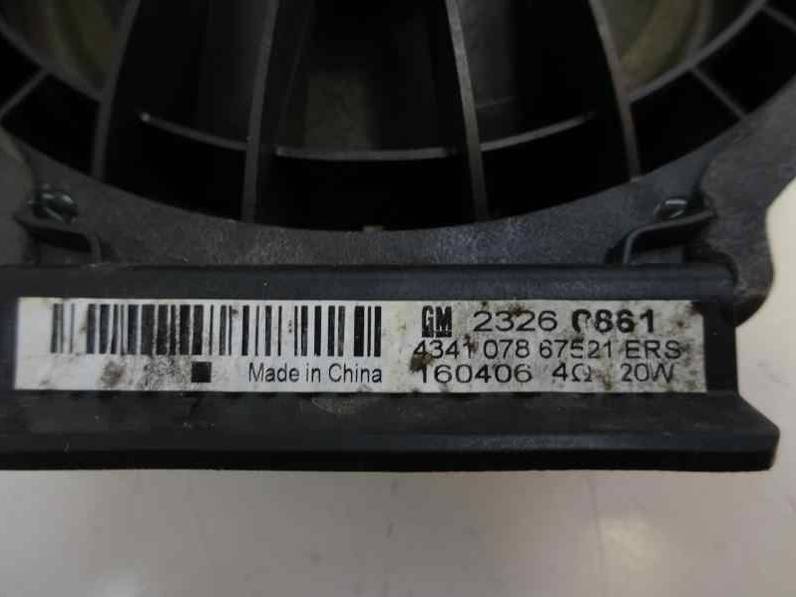 GM 2326 0861
4341 078 67521 ERS
Made in China 160406 4Ω 20W